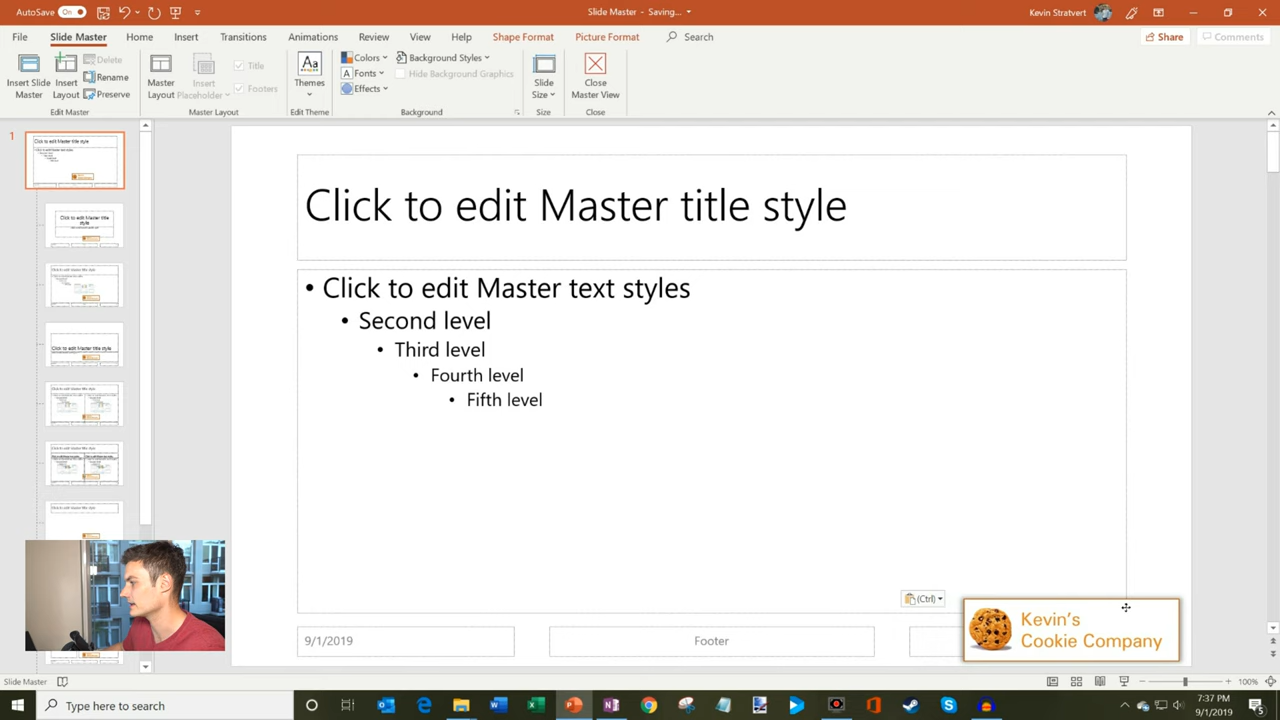 AutoSave On
Slide Master - Saving...
Kevin Stratvert
File Slide Master Home Insert Transitions Animations Review View Help Shape Format Picture Format Search
Share Comments
Insert Slide Master
Insert Layout
Delete
Rename
Preserve
Edit Master
Master Layout
Insert Placeholder
Title
Footers
Master Layout
Aa
Themes
Edit Theme
Colors
Fonts
Effects
Background Styles
Hide Background Graphics
Background
Slide Size
Size
Close Master View
Close
1
Click to edit Master title style
• Click to edit Master text styles
• Second level
• Third level
• Fourth level
• Fifth level
(Ctrl)
9/1/2019
Footer
Kevin's
Cookie Company
Slide Master
100%
Type here to search
7:37 PM
9/1/2019
5